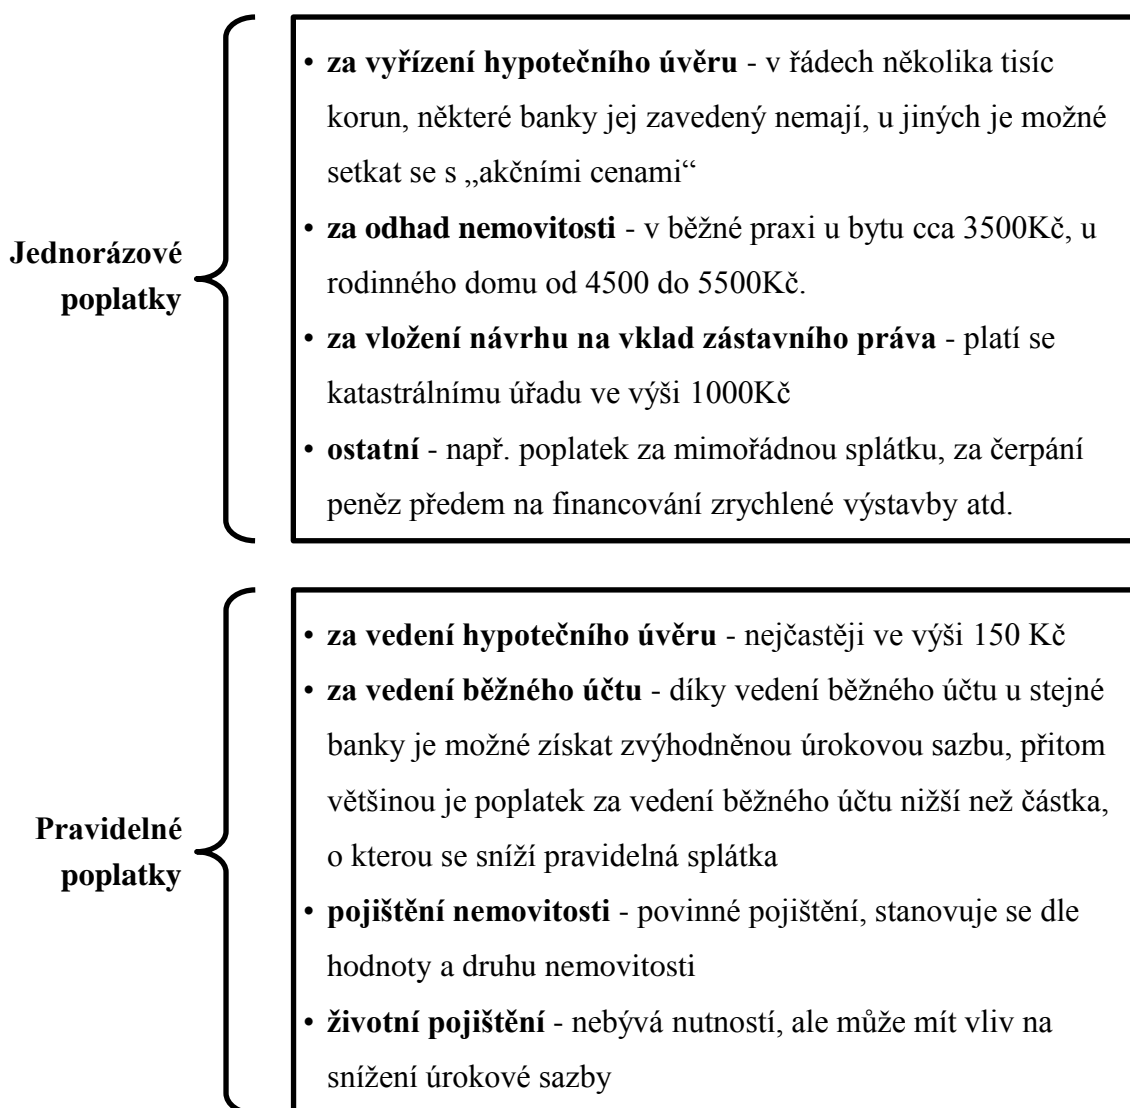 Jednorázové
poplatky
• za vyřízení hypotečního úvěru - v řádech několika tisíc
korun, některé banky jej zavedený nemají, u jiných je možné
setkat se s „akčními cenami“
• za odhad nemovitosti - v běžné praxi u bytu cca 3500Kč, u
rodinného domu od 4500 do 5500Kč.
• za vložení návrhu na vklad zástavního práva - platí se
katastrálnímu úřadu ve výši 1000Kč
• ostatní - např. poplatek za mimořádnou splátku, za čerpání
peněz předem na financování zrychlené výstavby atd.
Pravidelné
poplatky
• za vedení hypotečního úvěru - nejčastěji ve výši 150 Kč
• za vedení běžného účtu - díky vedení běžného účtu u stejné
banky je možné získat zvýhodněnou úrokovou sazbu, přitom
většinou je poplatek za vedení běžného účtu nižší než částka,
o kterou se sníží pravidelná splátka
• pojištění nemovitosti - povinné pojištění, stanovuje se dle
hodnoty a druhu nemovitosti
• životní pojištění - nebývá nutností, ale může mít vliv na
snížení úrokové sazby